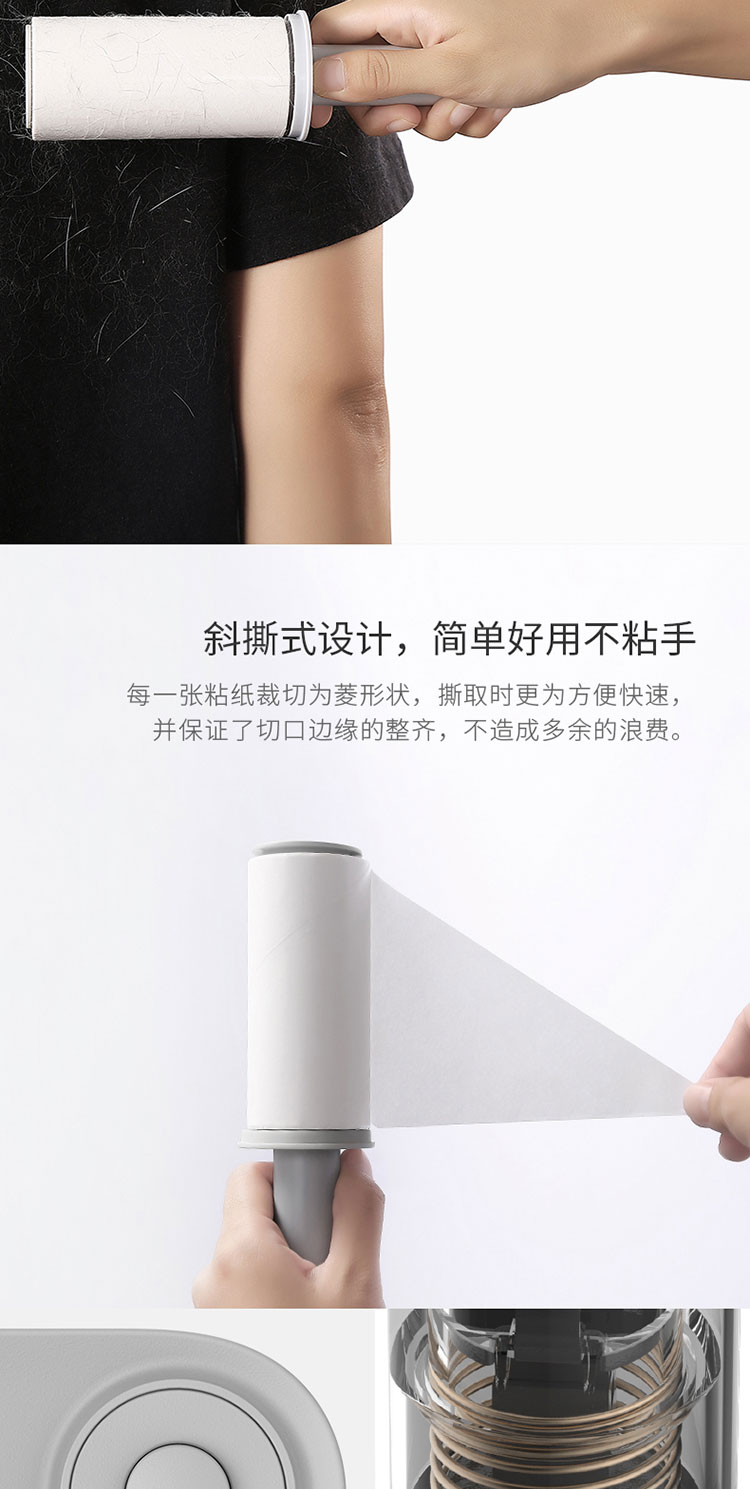 斜撕式设计，简单好用不粘手
每一张粘纸裁切为菱形状，撕取时更为方便快速，
并保证了切口边缘的整齐，不造成多余的浪费。